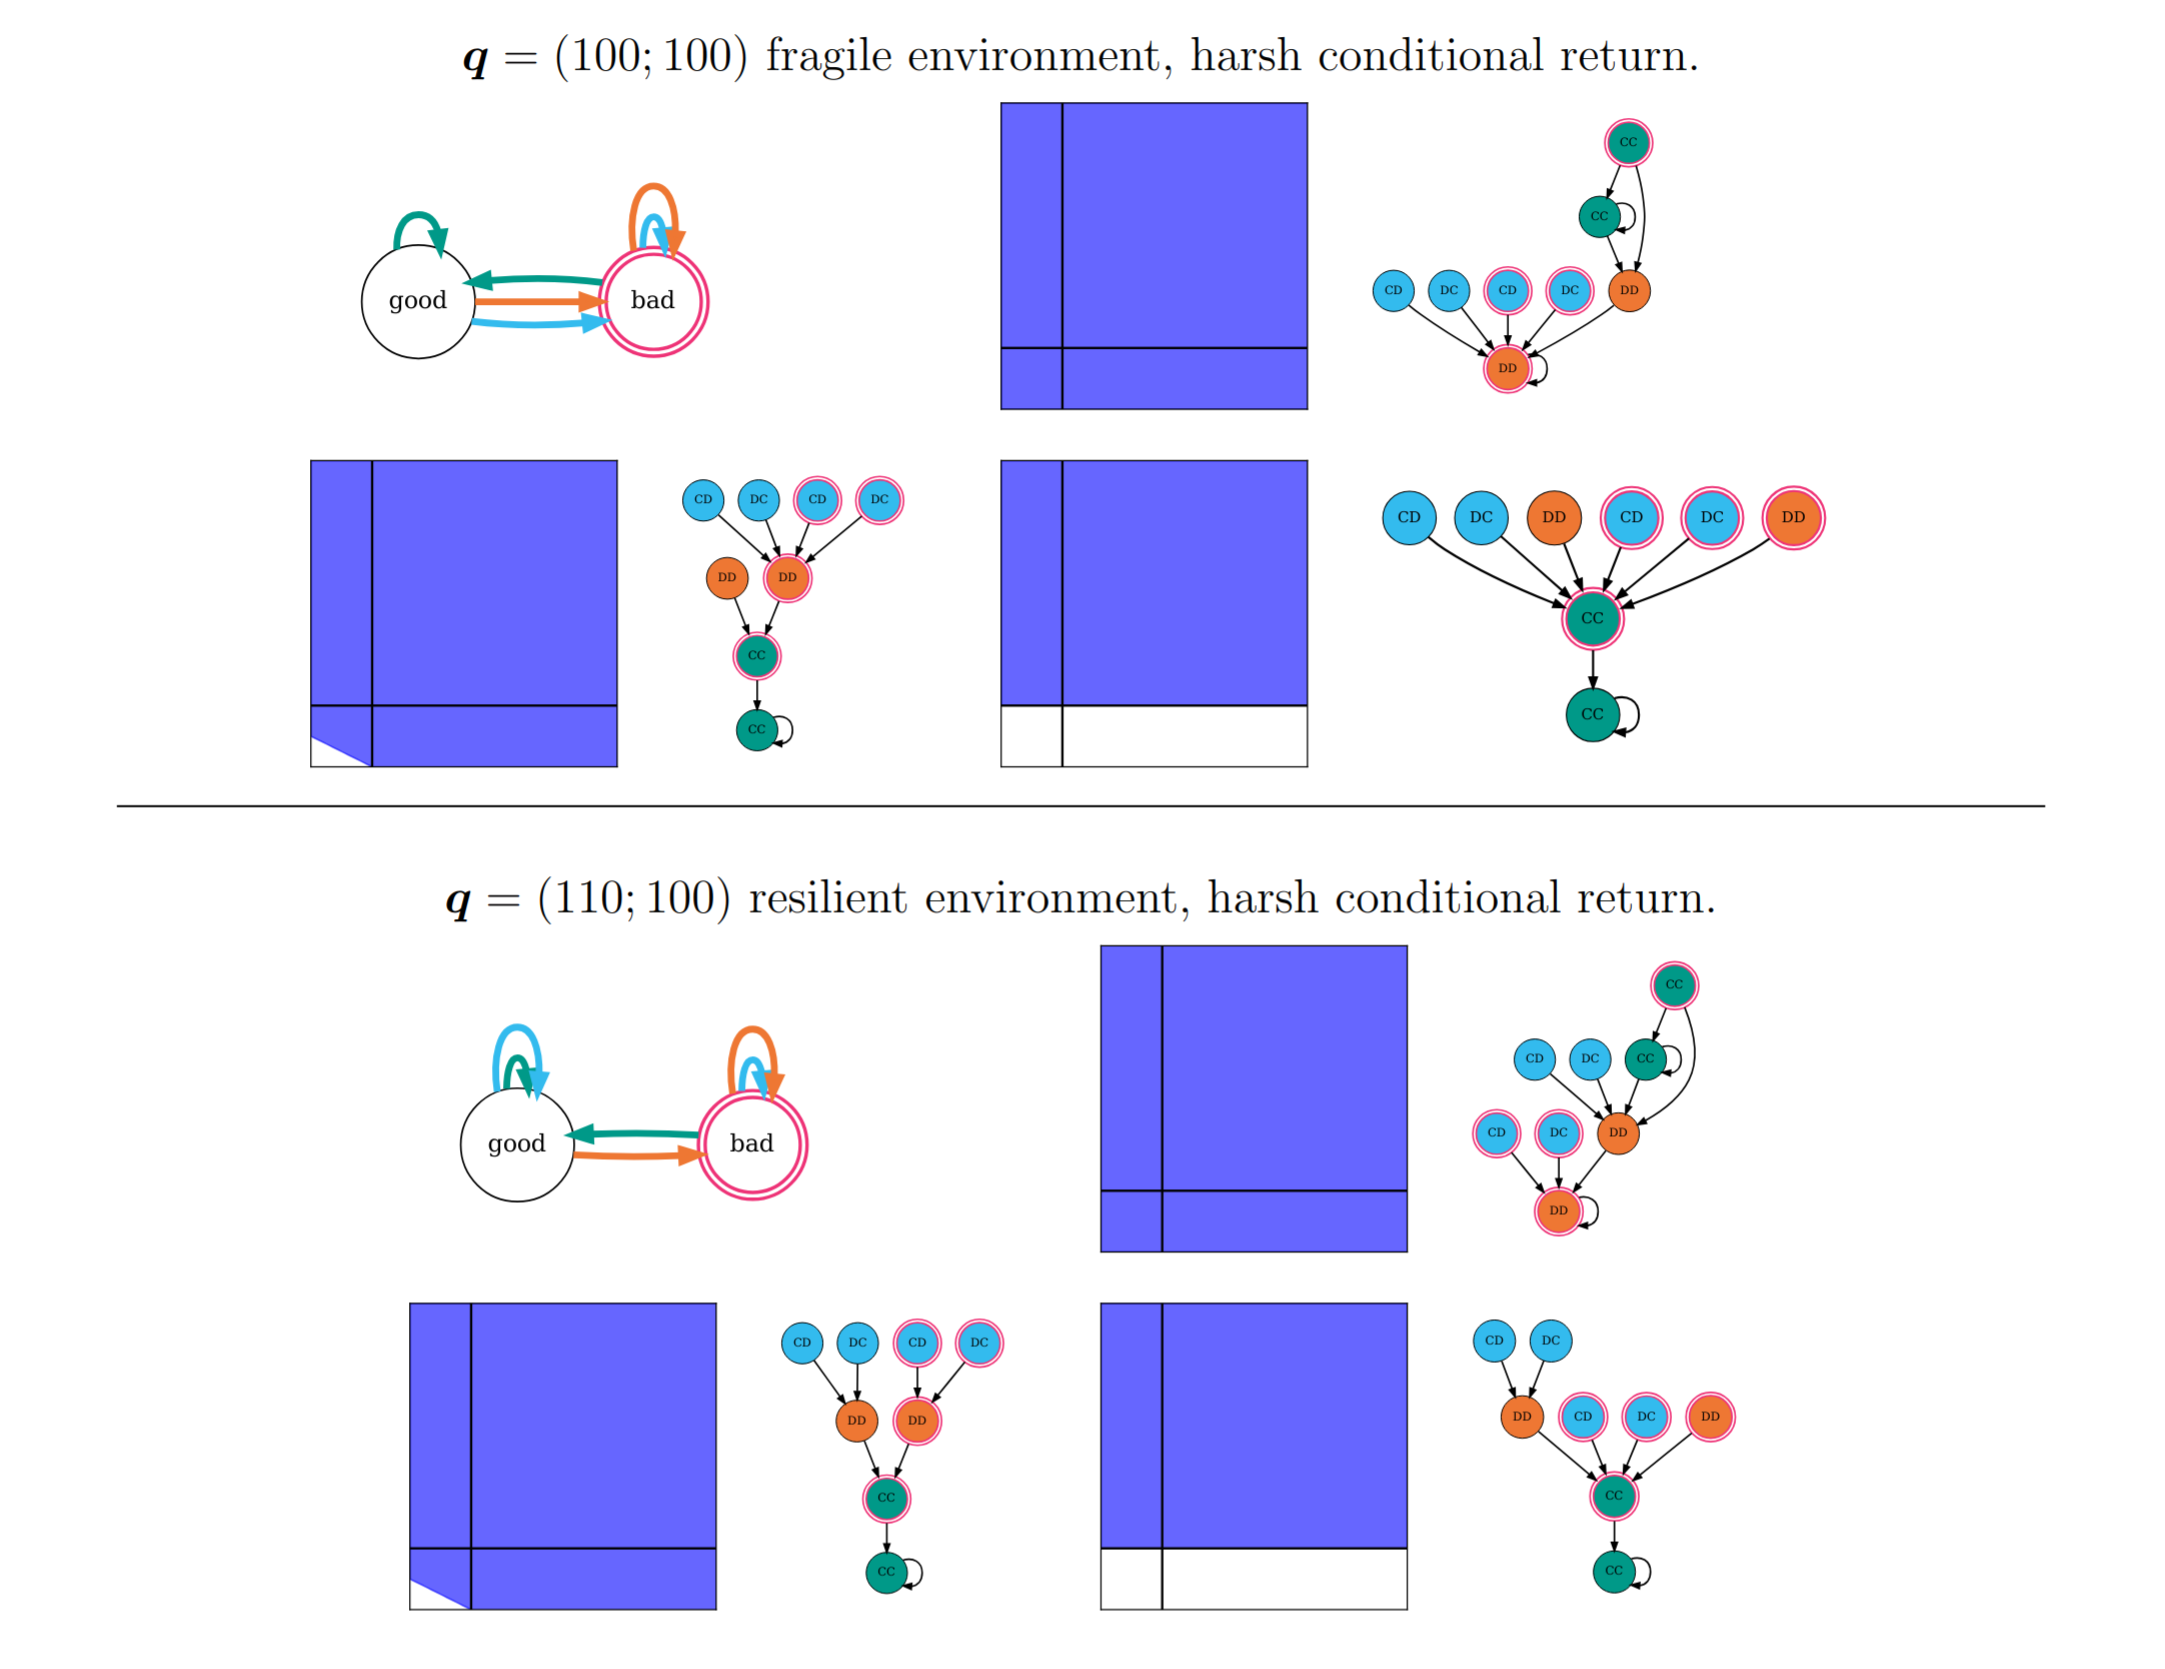 q = (100; 100) fragile environment, harsh conditional return.
CC
CC
CD DC CD DC DD
DD
good bad
CD DC CD DC
DD DD
CC
CC
CD DC DD CD DC DD
CC
CC
q = (110; 100) resilient environment, harsh conditional return.
CC
CD DC CC
CD DC DD
DD
good bad
CD DC CD DC
DD DD
CC
CC
CD DC
DD CD DC DD
CC
CC